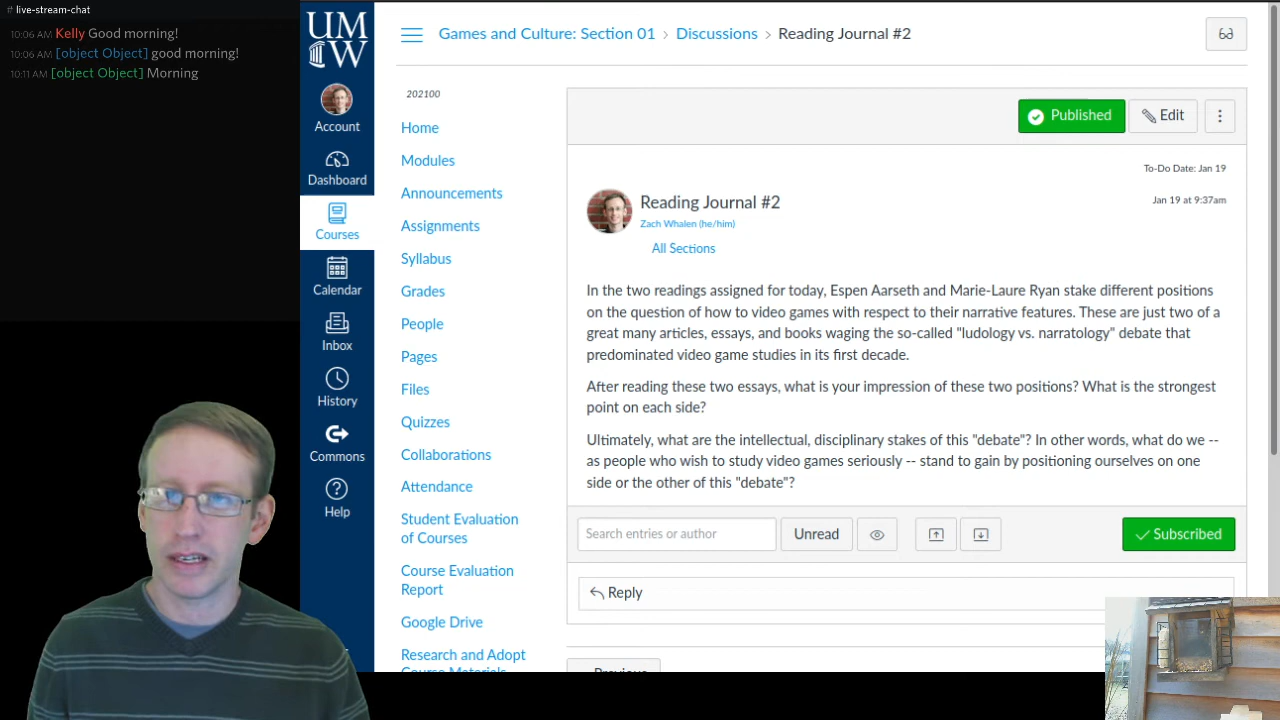 # live-stream-chat
10:06 AM Kelly Good morning!
10:06 AM [object Object] good morning!
10:11 AM [object Object] Morning
UM
W
Account
Dashboard
Courses
Calendar
Inbox
History
Commons
Help
Games and Culture: Section 01 > Discussions > Reading Journal #2
202100
Home
Modules
Announcements
Assignments
Syllabus
Grades
People
Pages
Files
Quizzes
Collaborations
Attendance
Student Evaluation
of Courses
Course Evaluation
Report
Google Drive
Research and Adopt
Course Materials
Published
Edit
To-Do Date: Jan 19
Reading Journal #2
Jan 19 at 9:37am
Zach Whalen (he/him)
All Sections
In the two readings assigned for today, Espen Aarseth and Marie-Laure Ryan stake different positions
on the question of how to video games with respect to their narrative features. These are just two of a
great many articles, essays, and books waging the so-called "ludology vs. narratology" debate that
predominated video game studies in its first decade.
After reading these two essays, what is your impression of these two positions? What is the strongest
point on each side?
Ultimately, what are the intellectual, disciplinary stakes of this "debate"? In other words, what do we --
as people who wish to study video games seriously -- stand to gain by positioning ourselves on one
side or the other of this "debate"?
Search entries or author
Unread
Subscribed
Reply
Previous